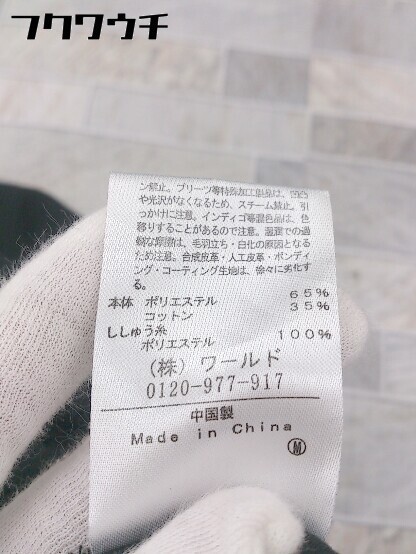 フクワウチ
ン禁止。プリーツ等特殊加工製品は、凹凸
や光沢がなくなるため、スチーム禁止。引
っかけに注意。インディゴ等濃色品は、色
移りすることがあるので注意。湿潤での過
度な摩擦は、毛羽立ち・白化の原因となる
ため注意。合成皮革・人工皮革・ボンディ
ング・コーティング生地は、徐々に劣化す
る。
本体 ポリエステル 65%
コットン 35%
ししゅう糸
ポリエステル 100%
(株)ワールド
0120-977-917
中国製
Made in China
M